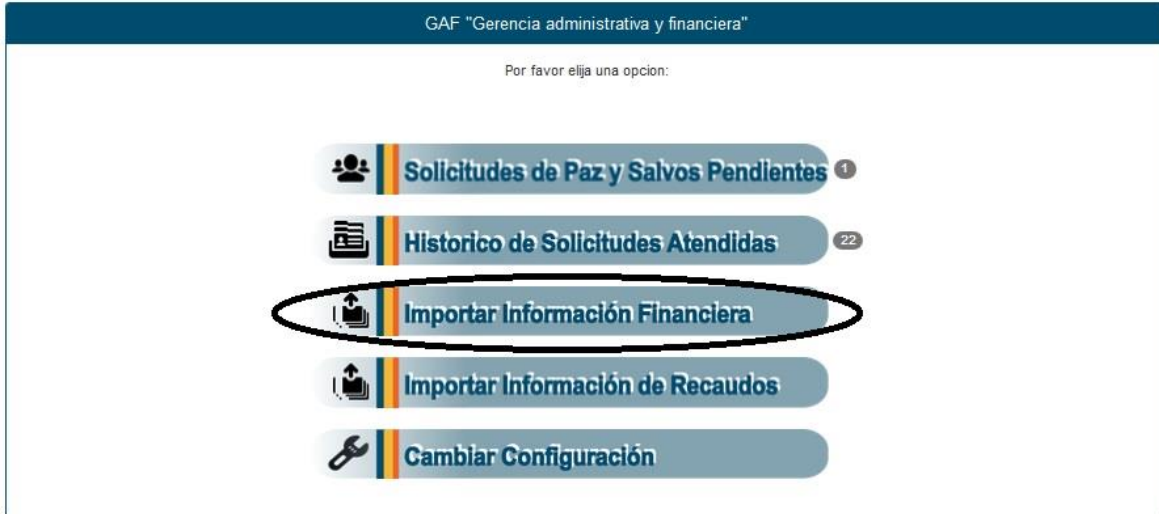 GAF "Gerencia administrativa y financiera"
Por favor elija una opcion:
Solicitudes de Paz y Salvos Pendientes 1
Historico de Solicitudes Atendidas 22
Importar Información Financiera
Importar Información de Recaudos
Cambiar Configuración